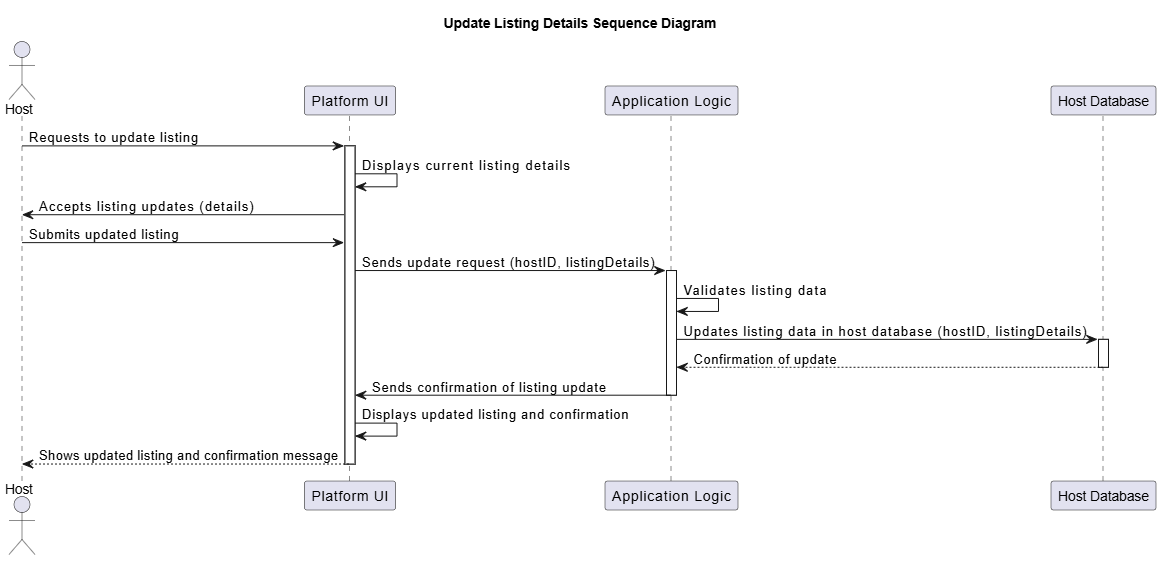 Update Listing Details Sequence Diagram
Host
Platform UI
Application Logic
Host Database
Requests to update listing
Displays current listing details
Accepts listing updates (details)
Submits updated listing
Sends update request (hostID, listingDetails)
Validates listing data
Updates listing data in host database (hostID, listingDetails)
Confirmation of update
Sends confirmation of listing update
Displays updated listing and confirmation
Shows updated listing and confirmation message
Host
Platform UI
Application Logic
Host Database